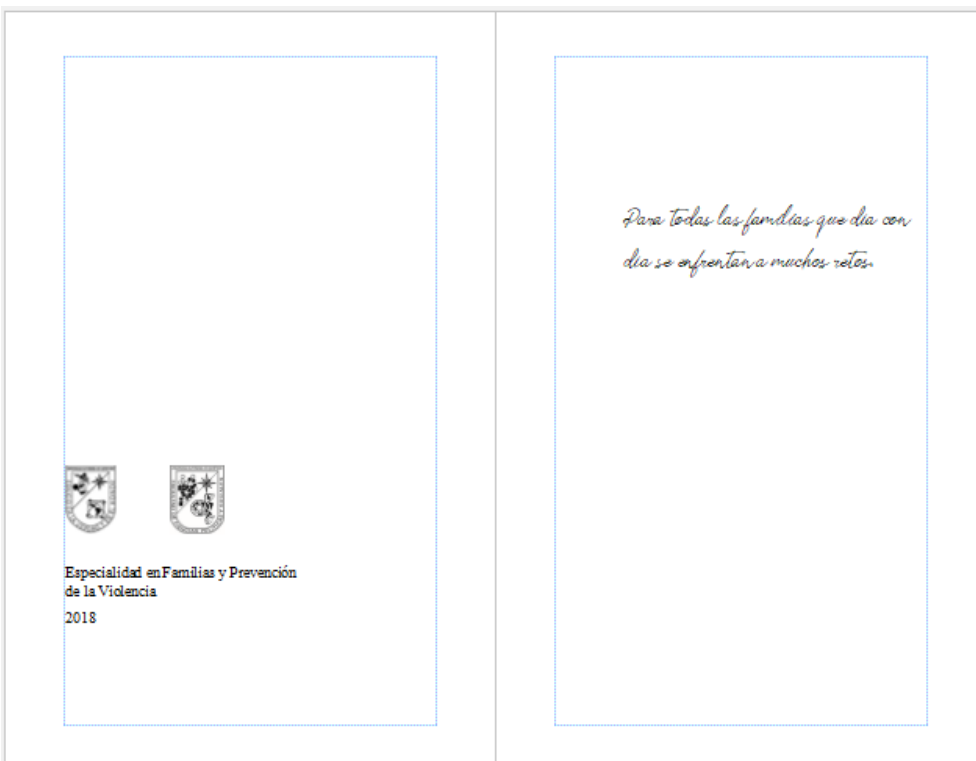 Especialidad en Familias y Prevención
de la Violencia
2018
Para todas las familias que día con
día se enfrentan a muchos retos.